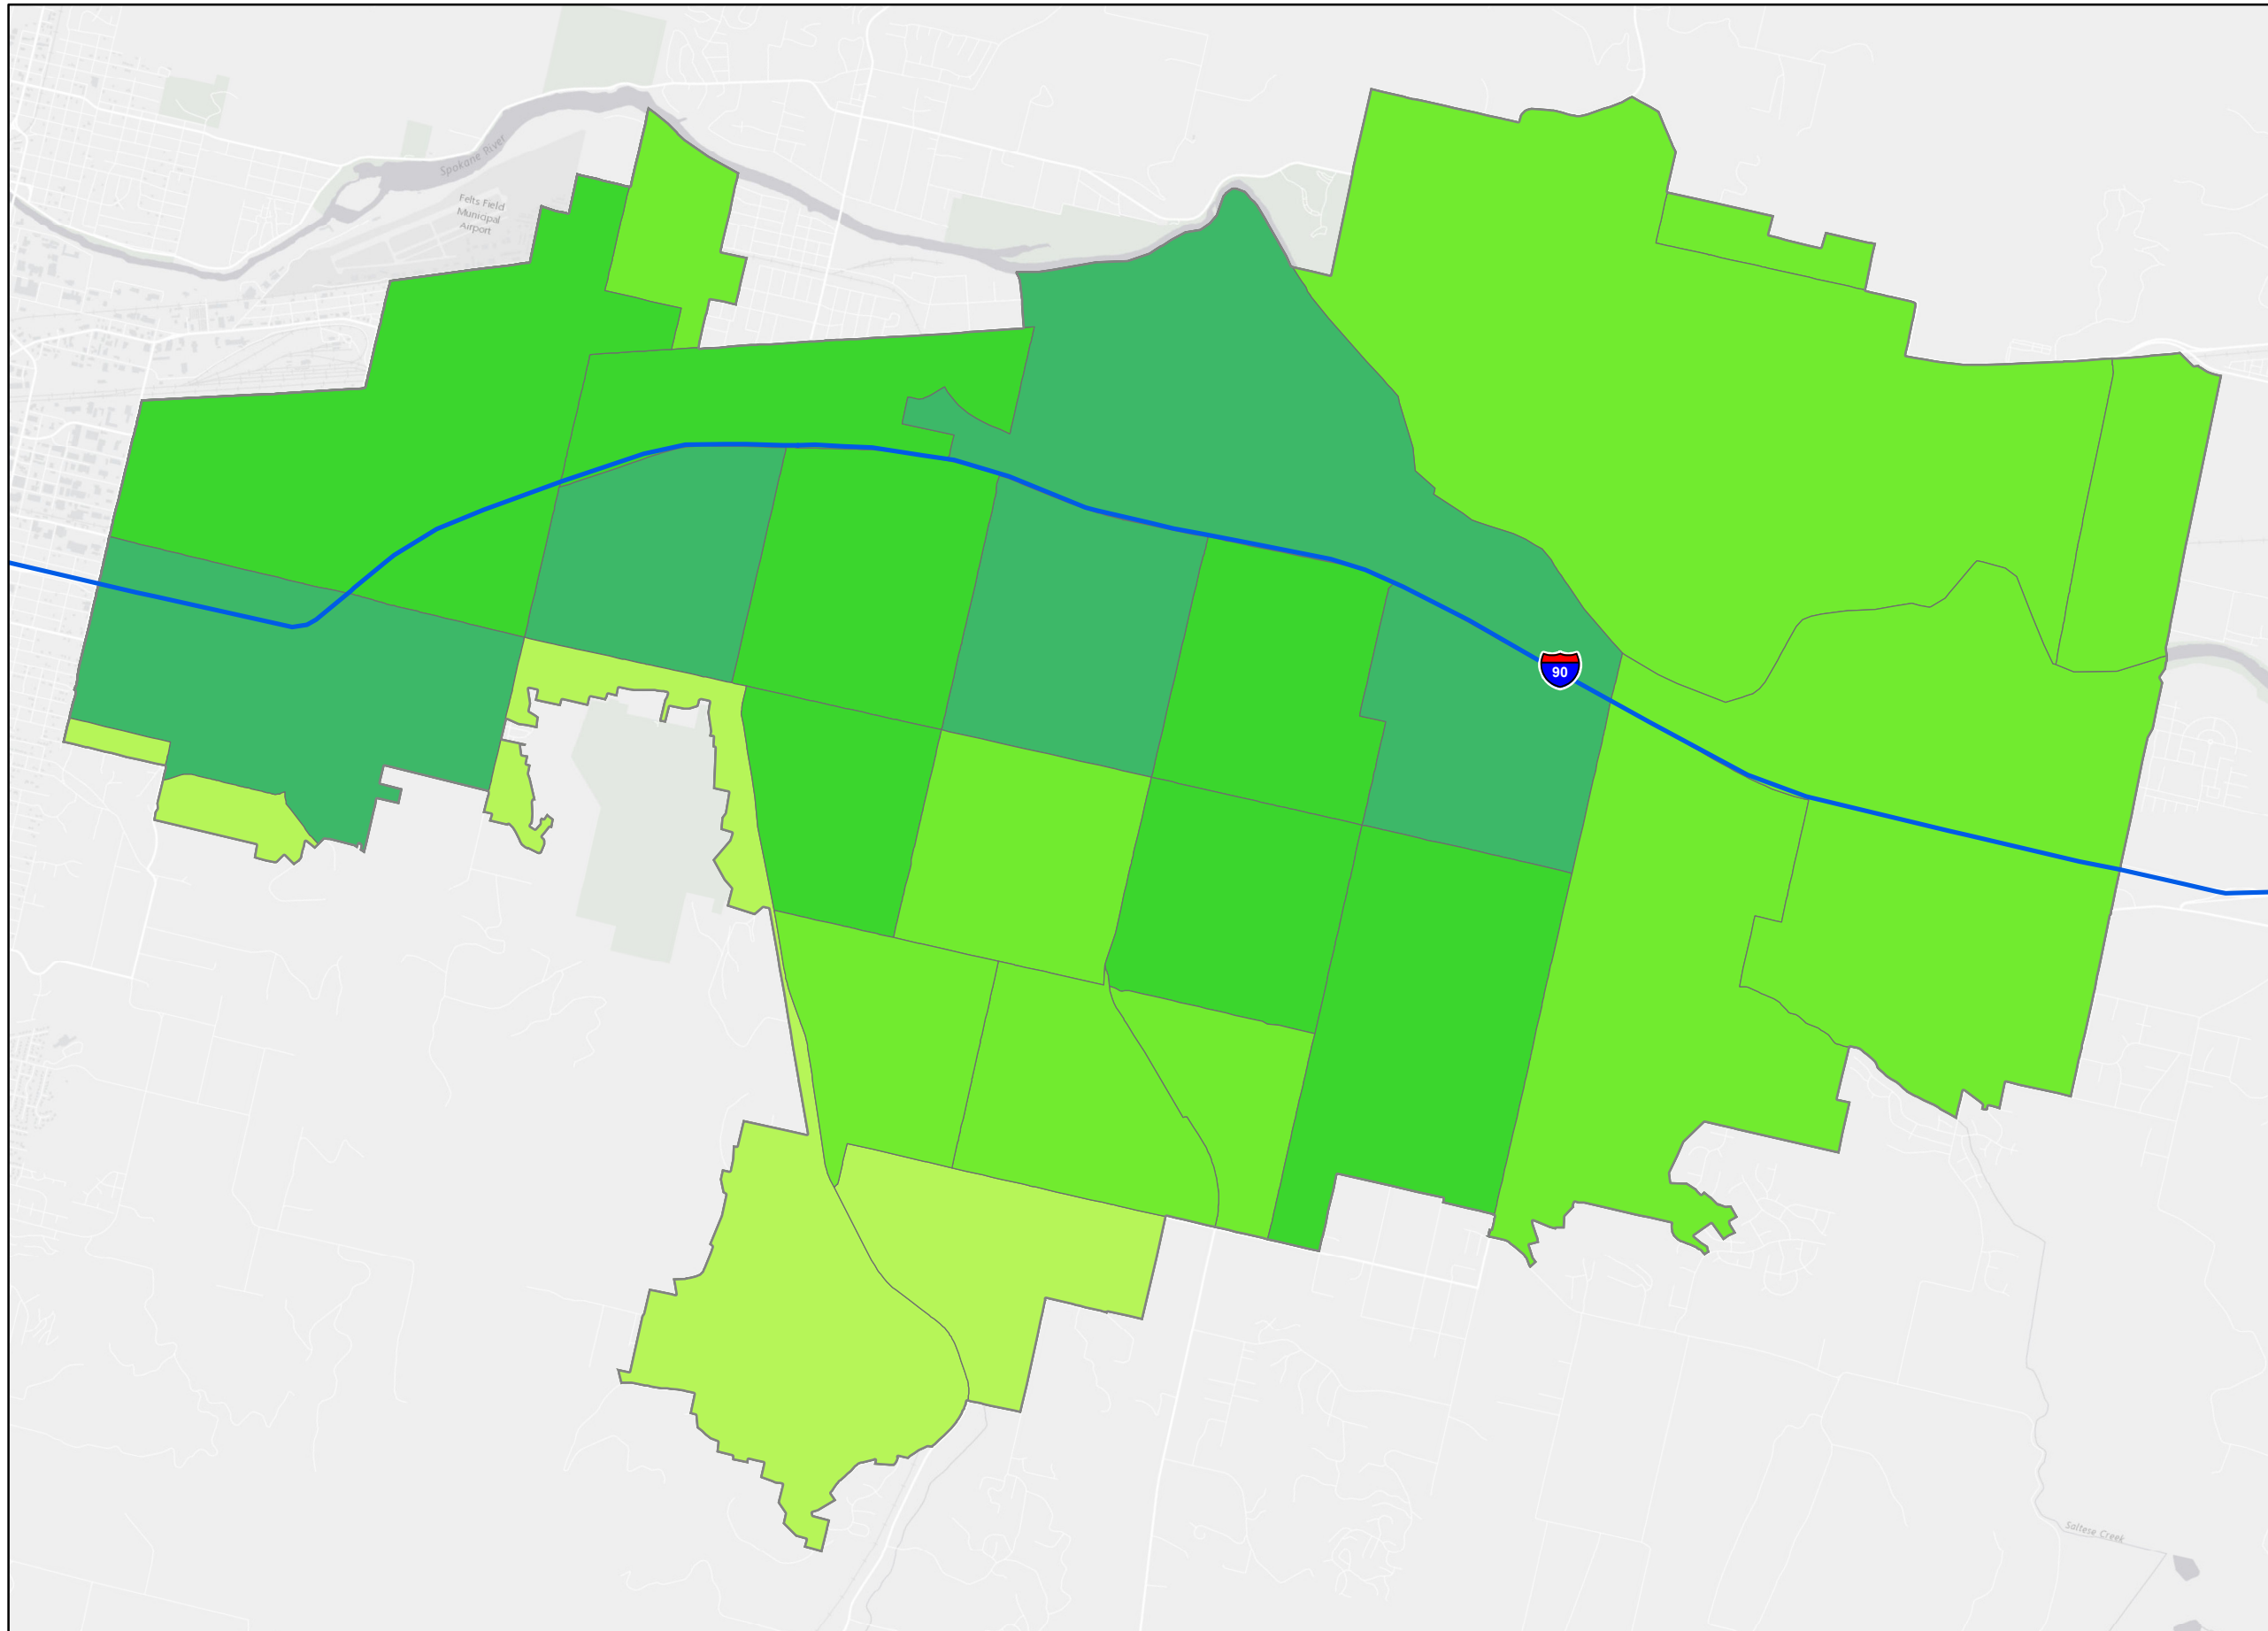 Spokane River
Felts Field
Municipal
Airport
90
Saltese Creek